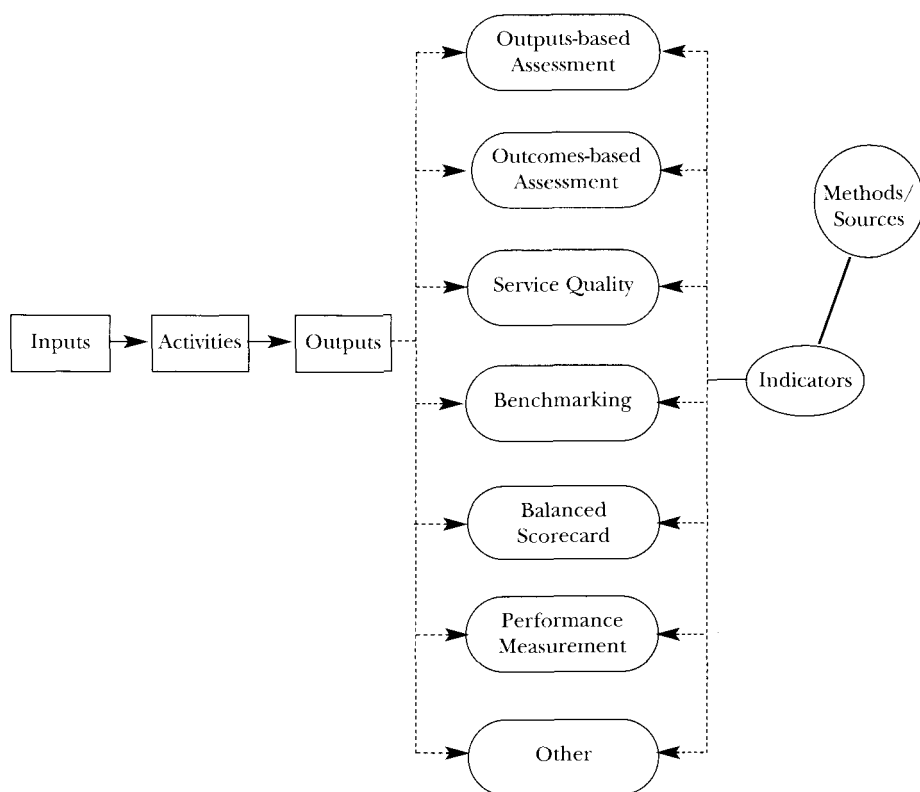 Outputs-based
Assessment
Outcomes-based
Assessment
Methods/
Sources
Service Quality
Inputs
Activities
Outputs
Indicators
Benchmarking
Balanced
Scorecard
Performance
Measurement
Other